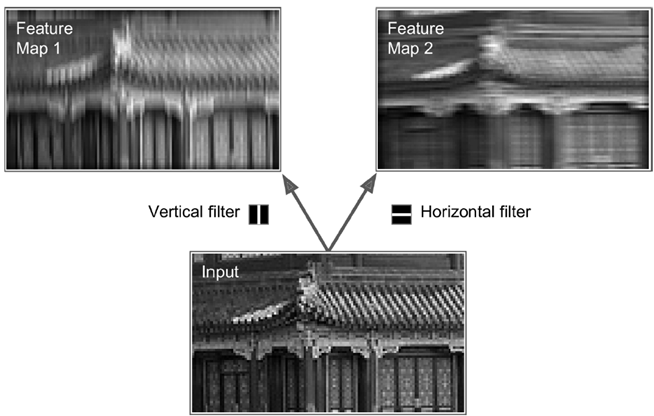 Feature
Map 1
Feature
Map 2
Vertical filter
Horizontal filter
Input